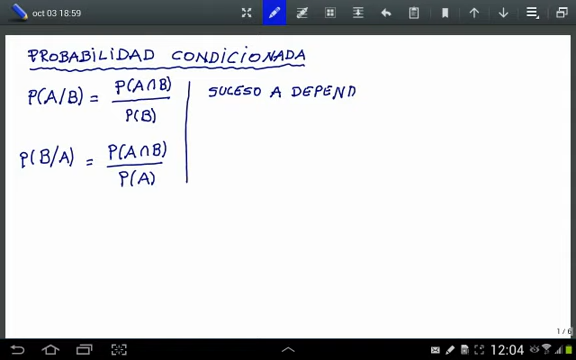 oct 03 18:59
PROBABILIDAD CONDICIONADA
P(A/B) = P(A∩B)
P(B)
P(B/A) = P(A∩B)
P(A)
SUCESO A DEPEND
1 / 6
12:04